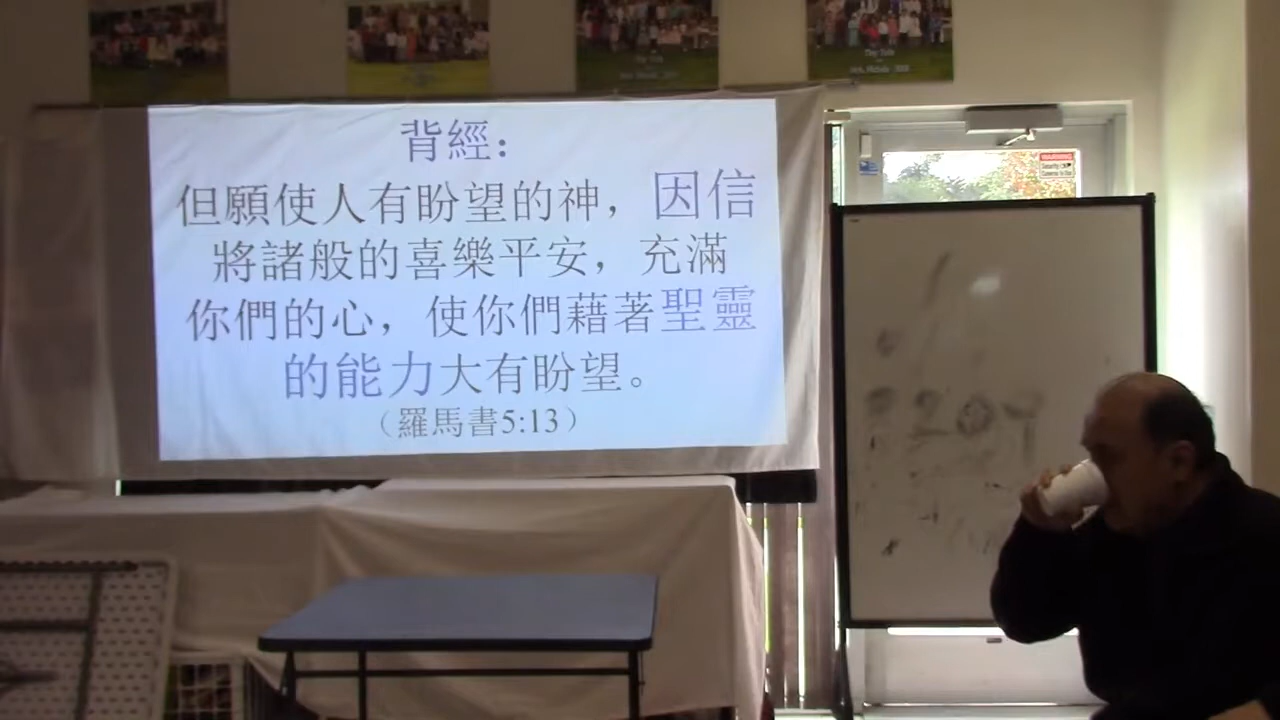 背經：
但願使人有盼望的神，因信
將諸般的喜樂平安，充滿
你們的心，使你們藉著聖靈
的能力大有盼望。
（羅馬書5:13）
WARNING